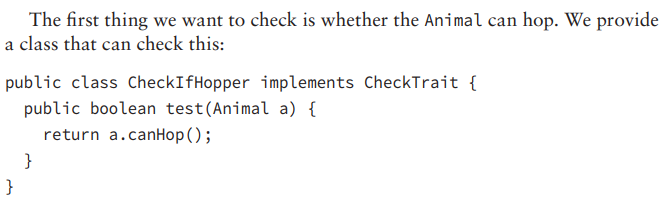 The first thing we want to check is whether the Animal can hop. We provide
a class that can check this:
public class CheckIfHopper implements CheckTrait {
  public boolean test(Animal a) {
    return a.canHop();
  }
}